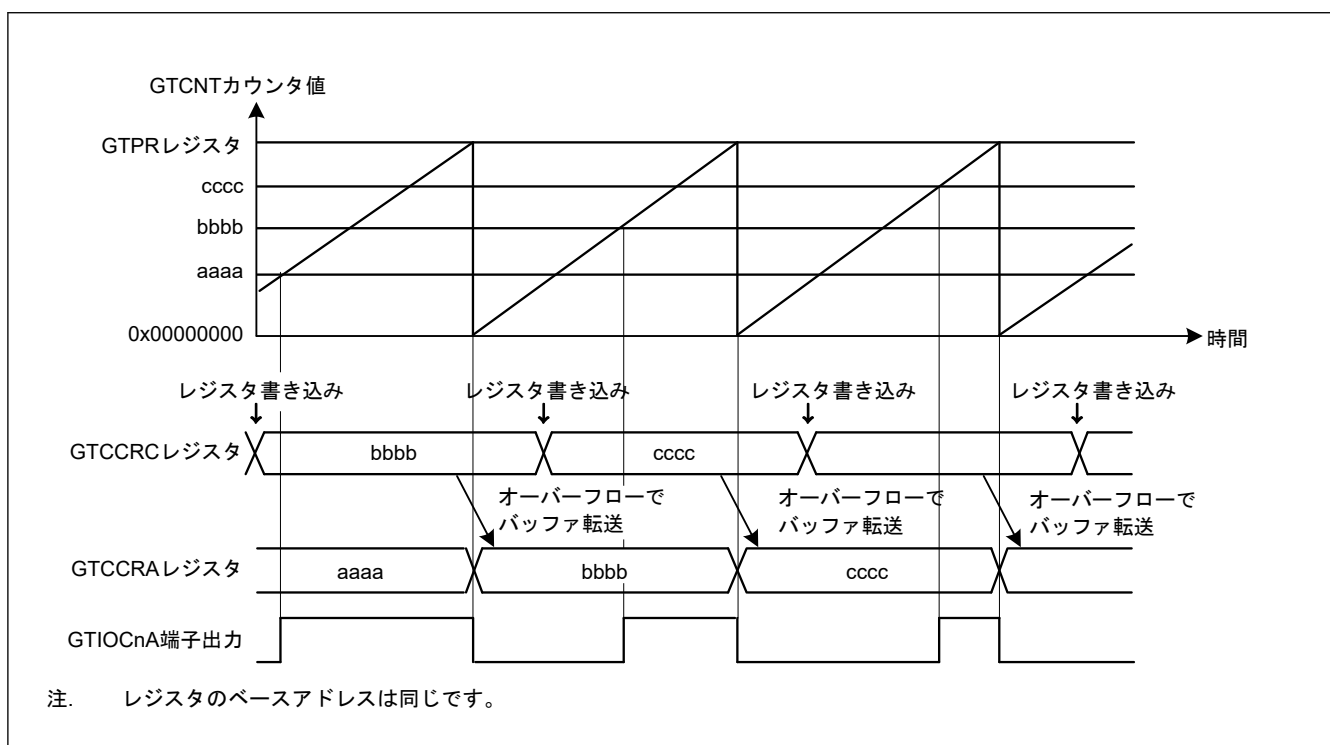 GTCNTカウンタ値
GTPRレジスタ
cccc
bbbb
aaaa
0x00000000
時間
レジスタ書き込み
レジスタ書き込み
レジスタ書き込み
レジスタ書き込み
GTCCRCレジスタ
bbbb
cccc
オーバーフローで
バッファ転送
オーバーフローで
バッファ転送
オーバーフローで
バッファ転送
GTCCRAレジスタ
aaaa
bbbb
cccc
GTIOCnA端子出力
注. レジスタのベースアドレスは同じです。